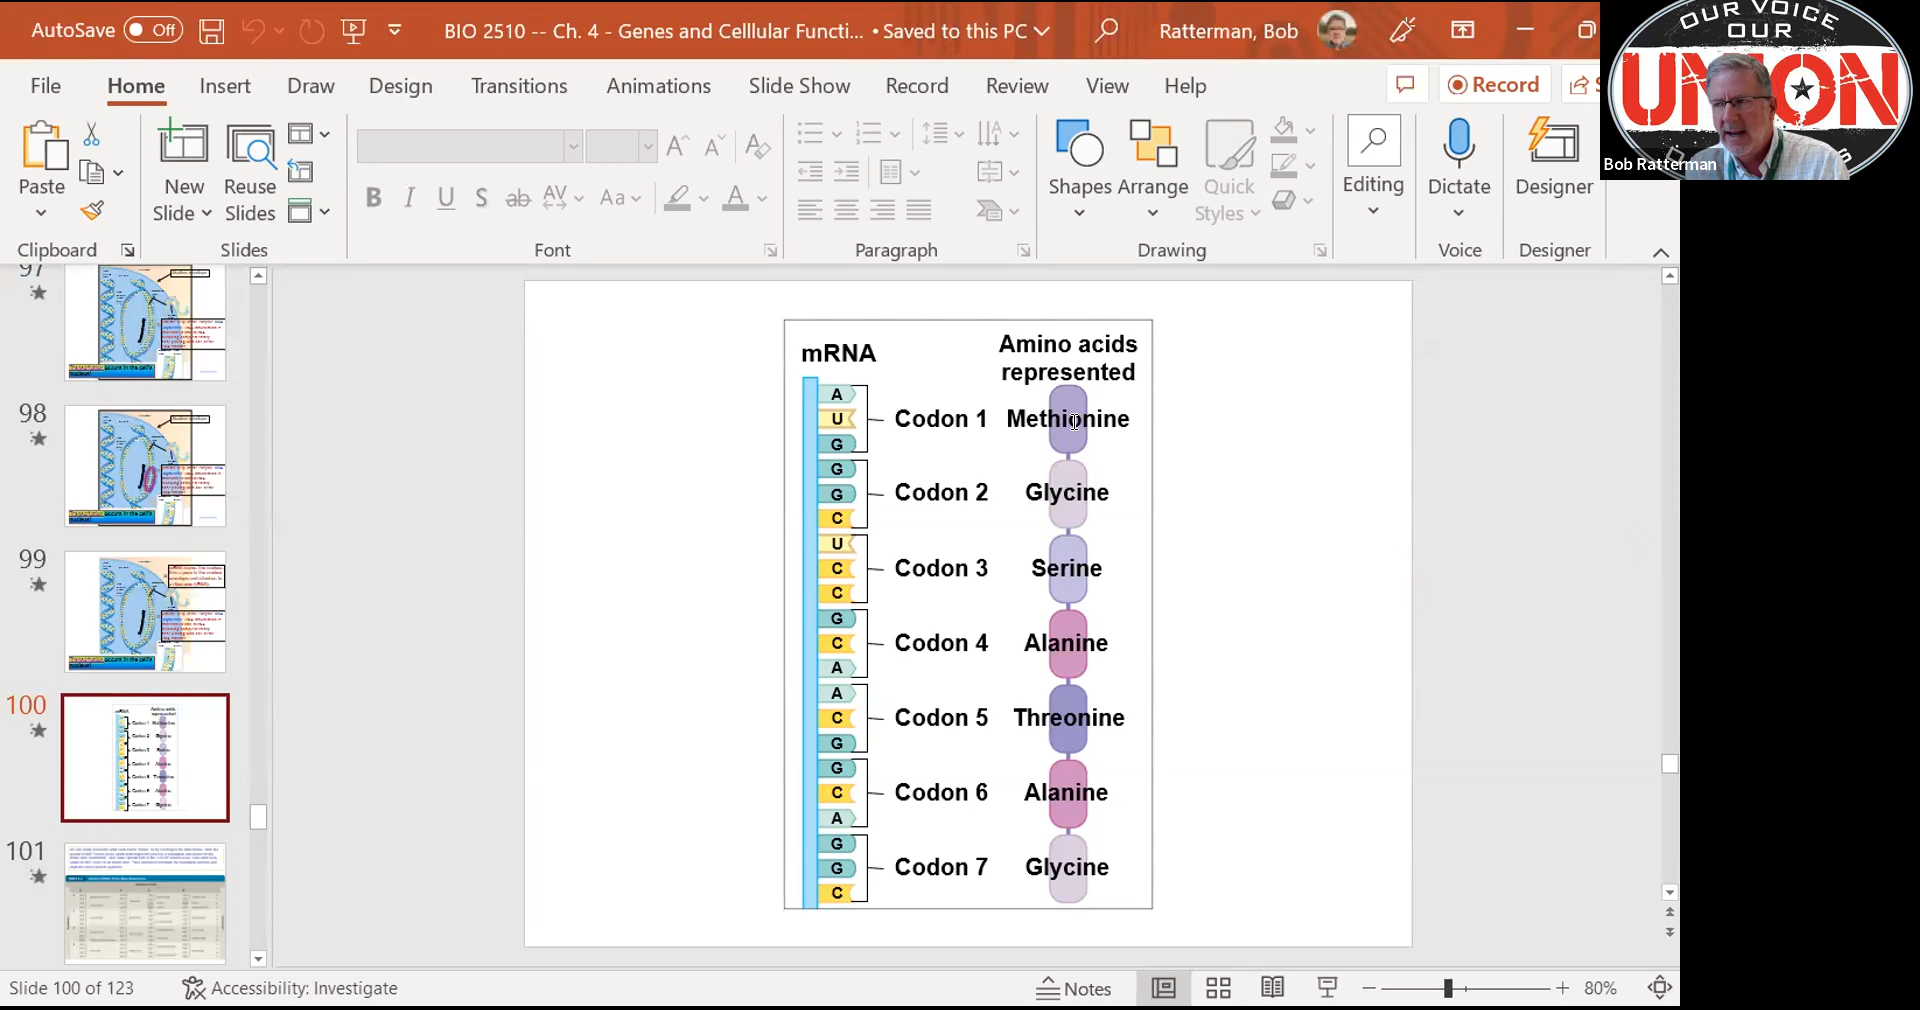 AutoSave Off
BIO 2510 -- Ch. 4 - Genes and Celllular Functi... • Saved to this PC
Ratterman, Bob
File Home Insert Draw Design Transitions Animations Slide Show Record Review View Help
Record
Paste
New Slide
Reuse Slides
B I U S ab AV Aa A
Shapes Arrange Quick Styles
Editing
Dictate
Designer
Clipboard Slides Font Paragraph Drawing Voice Designer
OUR VOICE
OUR
UNION
Bob Ratterman
97
98
99
100
101
mRNA
Amino acids
represented
A
U Codon 1 Methionine
G
G
G Codon 2 Glycine
C
U
C Codon 3 Serine
C
G
C Codon 4 Alanine
A
A
C Codon 5 Threonine
G
G
C Codon 6 Alanine
A
G
G Codon 7 Glycine
C
Slide 100 of 123 Accessibility: Investigate Notes 80%